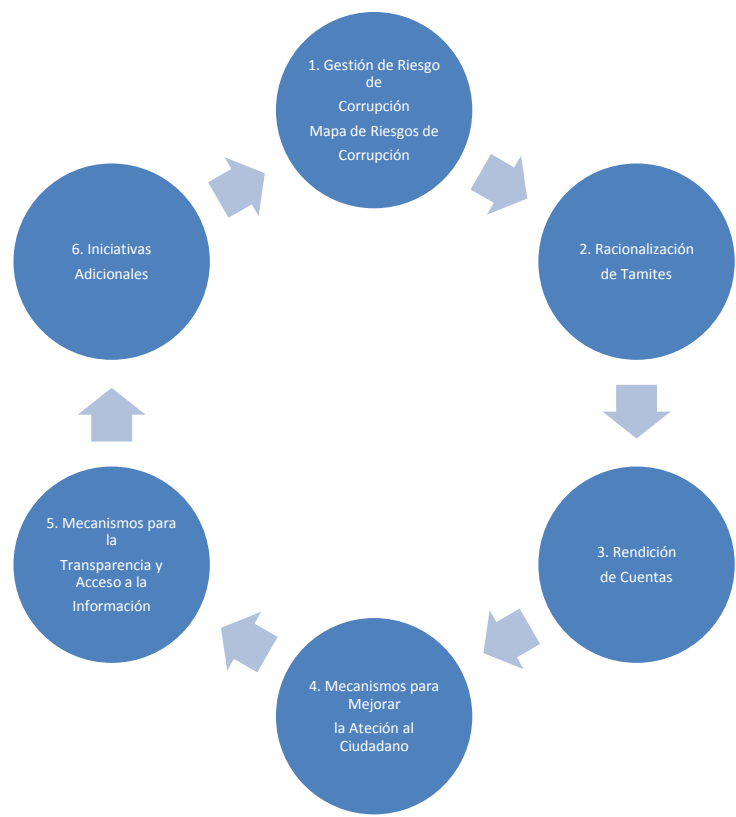 1. Gestión de Riesgo
de
Corrupción
Mapa de Riesgos de
Corrupción
2. Racionalización
de Tamites
3. Rendición
de Cuentas
4. Mecanismos para
Mejorar
la Ateción al
Ciudadano
5. Mecanismos para
la
Transparencia y
Acceso a la
Información
6. Iniciativas
Adicionales